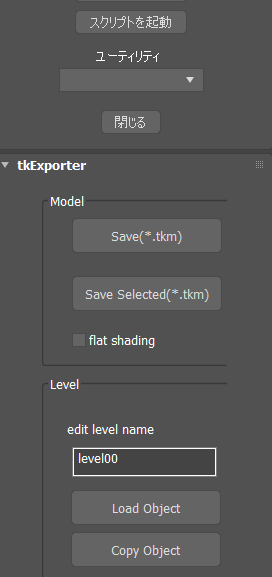 スクリプトを起動
ユーティリティ
閉じる
tkExporter
Model
Save(*.tkm)
Save Selected(*.tkm)
flat shading
Level
edit level name
level00
Load Object
Copy Object